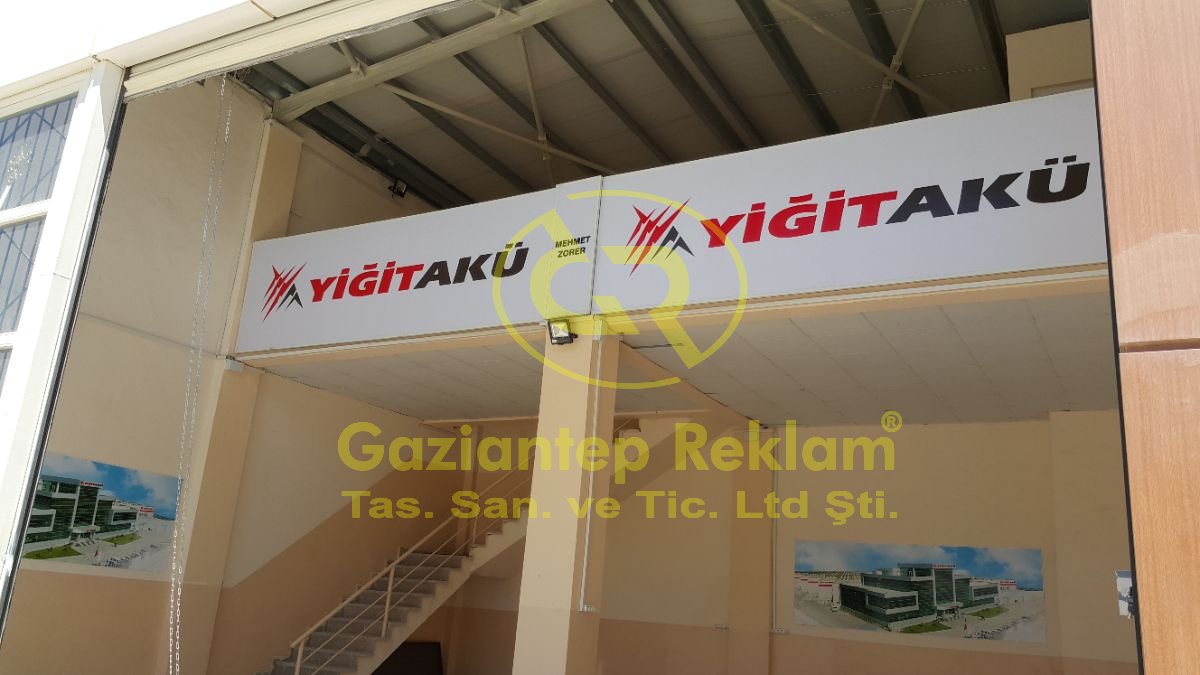 YİĞİTAKÜ
MEHMET
ZORER
YİĞİTAKÜ
Gaziantep Reklam®
Tas. San. ve Tic. Ltd Şti.